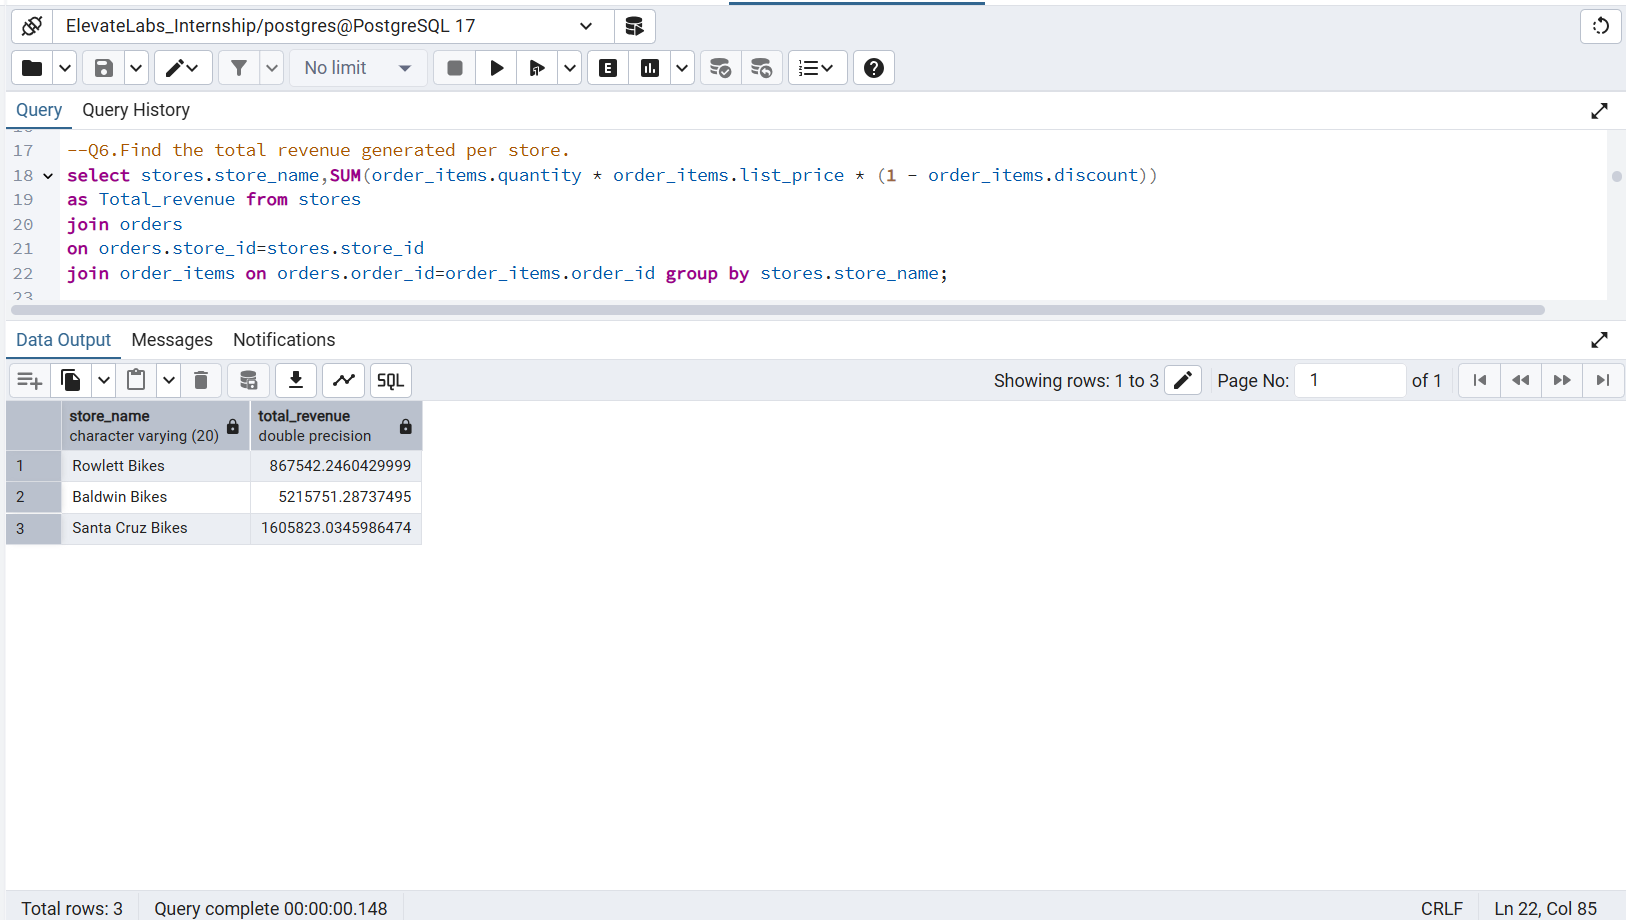 ElevateLabs_Internship/postgres@PostgreSQL 17
No limit
E
Query Query History
17 --Q6.Find the total revenue generated per store.
18 select stores.store_name,SUM(order_items.quantity * order_items.list_price * (1 - order_items.discount))
19 as Total_revenue from stores
20 join orders
21 on orders.store_id=stores.store_id
22 join order_items on orders.order_id=order_items.order_id group by stores.store_name;
23
Data Output Messages Notifications
SQL Showing rows: 1 to 3 Page No: 1 of 1
store_name total_revenue
character varying (20) double precision
1 Rowlett Bikes 867542.2460429999
2 Baldwin Bikes 5215751.28737495
3 Santa Cruz Bikes 1605823.0345986474
Total rows: 3 Query complete 00:00:00.148 CRLF Ln 22, Col 85